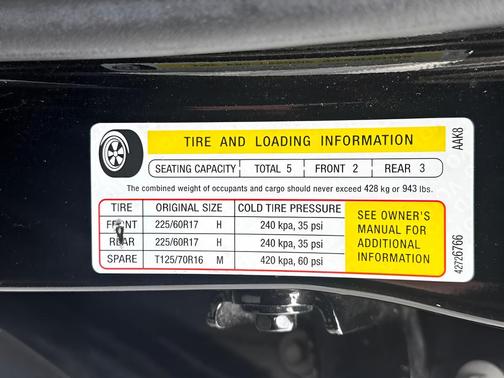 TIRE AND LOADING INFORMATION
SEATING CAPACITY TOTAL 5 FRONT 2 REAR 3
The combined weight of occupants and cargo should never exceed 428 kg or 943 lbs.
TIRE ORIGINAL SIZE COLD TIRE PRESSURE
FRONT 225/60R17 H 240 kpa, 35 psi
REAR 225/60R17 H 240 kpa, 35 psi
SPARE T125/70R16 M 420 kpa, 60 psi
SEE OWNER'S
MANUAL FOR
ADDITIONAL
INFORMATION
AAK8
42726766